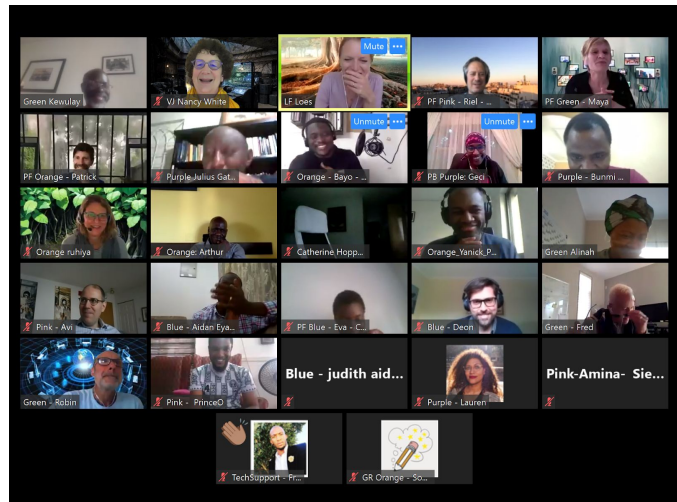 Green Kewulay
VJ Nancy White
Mute
LF Loes
PF Pink - Riel - ...
PF Green - Maya
PF Orange - Patrick
Purple Julius Gat...
Unmute
Orange - Bayo - ...
Unmute
PB Purple: Geci
Purple - Bunmi ...
Orange ruhiya
Orange: Arthur
Catherine Hopp...
Orange_Yanick_P...
Green Alinah
Pink - Avi
Blue - Aidan Eya...
PF Blue - Eva - C...
Blue - Deon
Green - Fred
Green - Robin
Pink - PrinceO
Blue - judith aid...
Purple - Lauren
Pink-Amina- Sie...
TechSupport - Fr...
GR Orange - So...